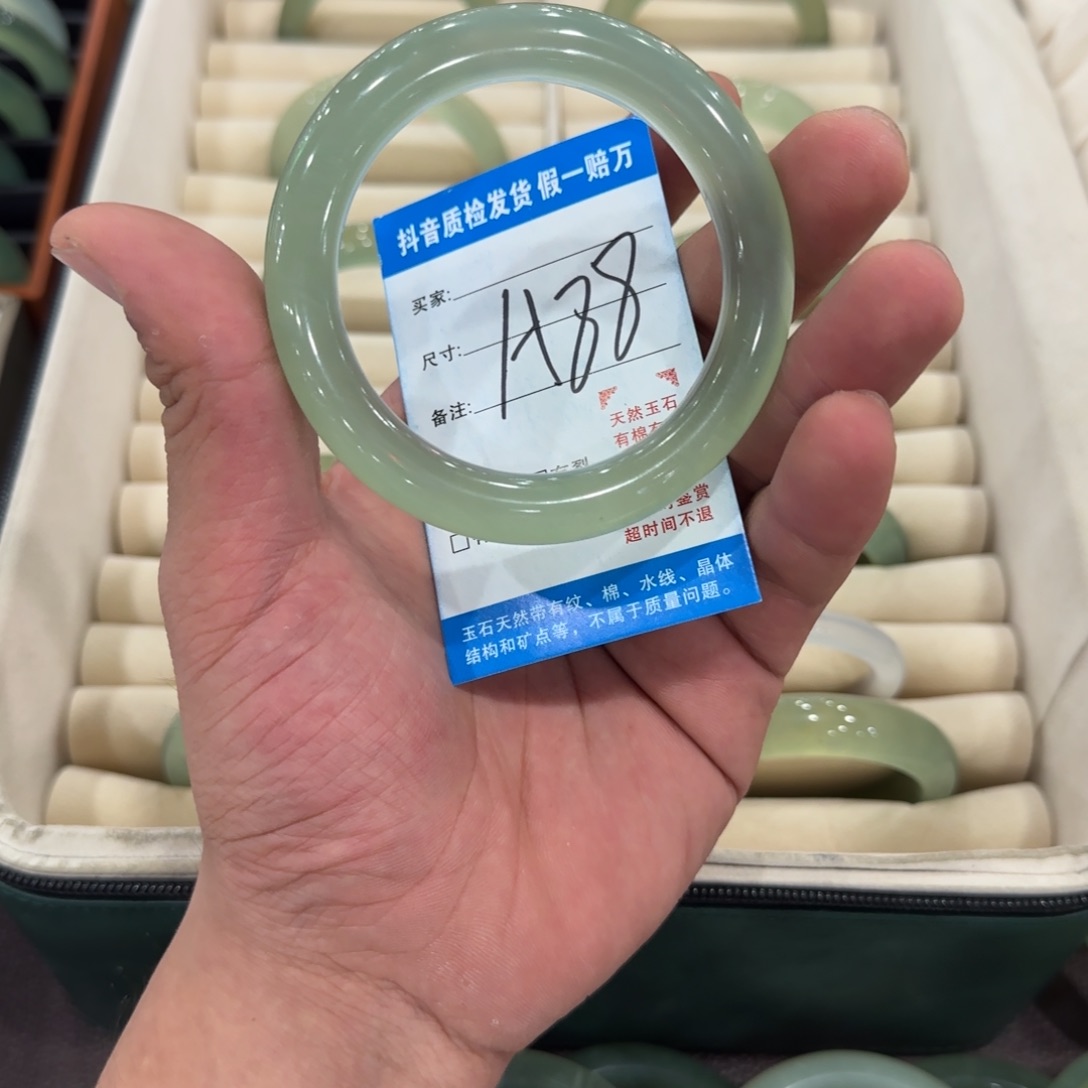 抖音质检发货 假一赔万
买家:
尺寸:
备注:
H38
天然玉石
有棉有
鉴赏
超时间不退
玉石天然带有纹、棉、水线、晶体
结构和矿点等，不属于质量问题。